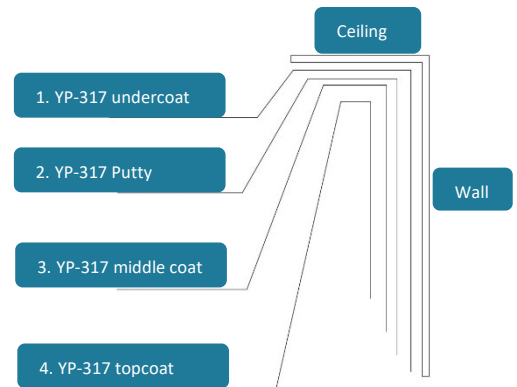 Ceiling
1. YP-317 undercoat
2. YP-317 Putty
Wall
3. YP-317 middle coat
4. YP-317 topcoat